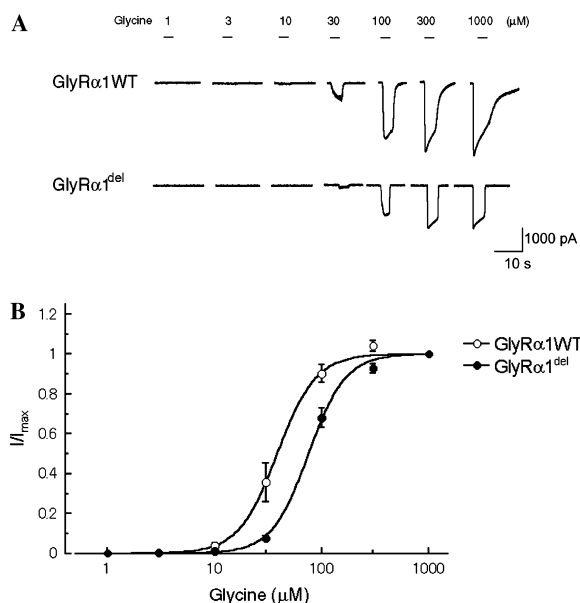 A
Glycine 1 3 10 30 100 300 1000 (μM)
GlyRα1WT
GlyRα1del
1000 pA
10 s
B
1.2
1
0.8
0.6
0.4
0.2
0
I/Imax
1 10 100 1000
Glycine (μM)
GlyRα1WT
GlyRα1del